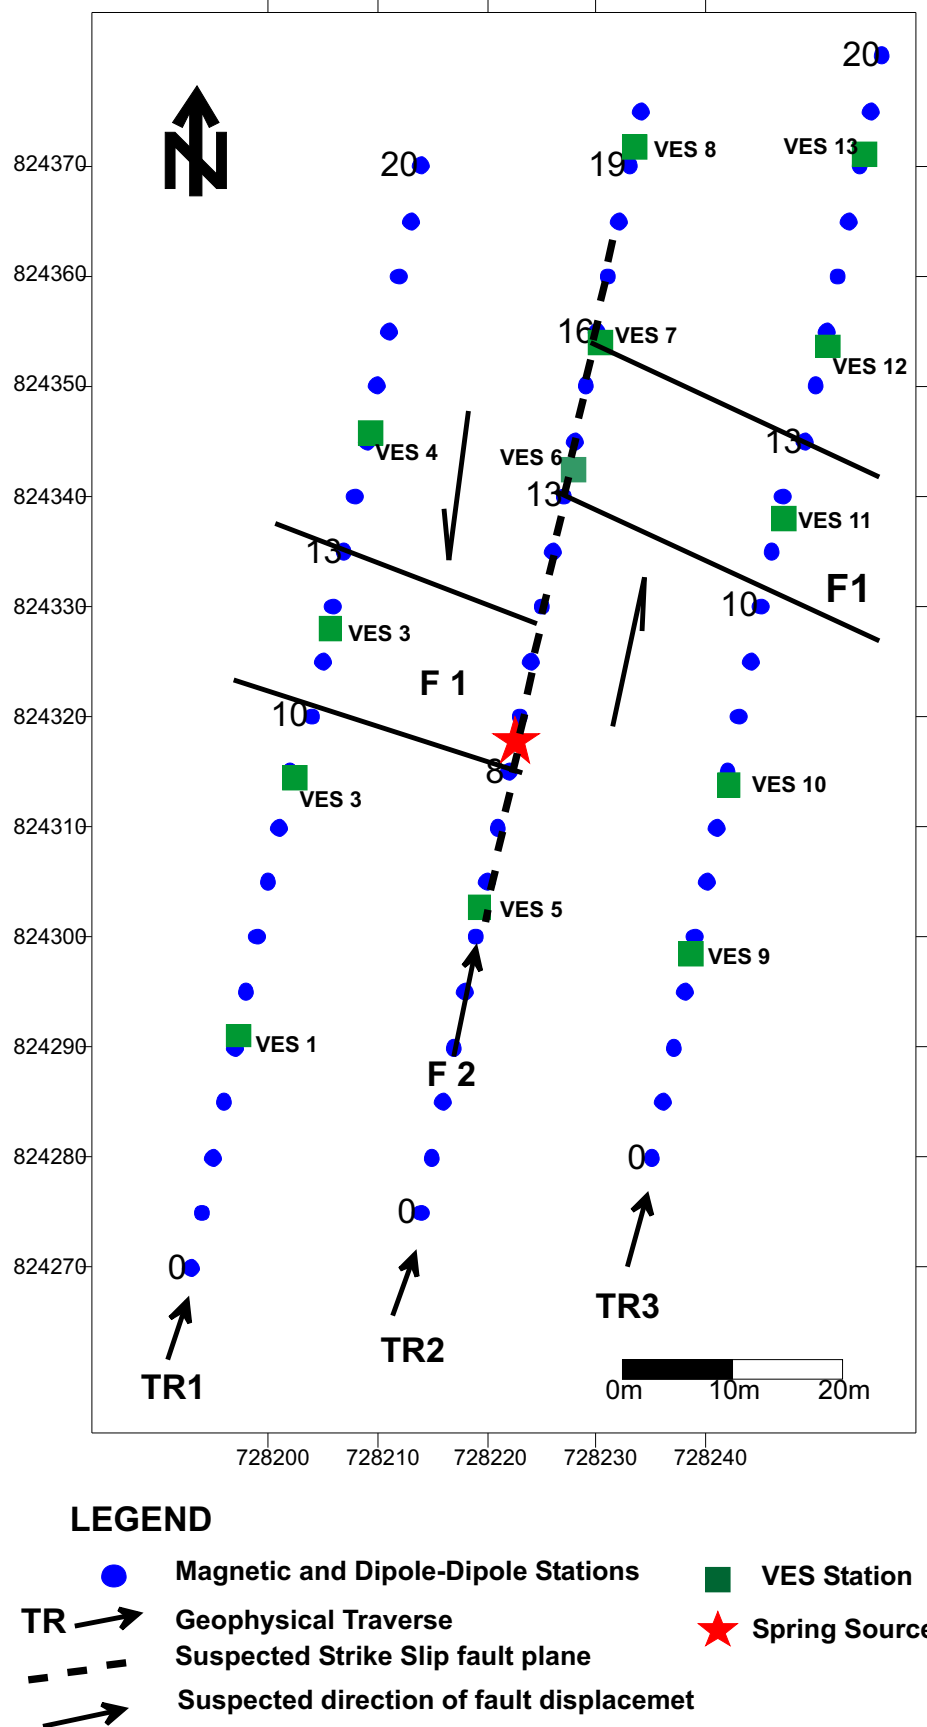 20
N
824370
20
19
VES 8
VES 13
824360
16
VES 7
VES 12
824350
13
VES 4
VES 6
824340
13
VES 11
13
F1
824330
10
VES 3
F 1
824320
10
8
VES 3
VES 10
824310
VES 5
824300
VES 9
824290
VES 1
F 2
824280
0
0
824270
0
TR3
TR2
TR1
0m 10m 20m
728200 728210 728220 728230 728240
LEGEND
Magnetic and Dipole-Dipole Stations
VES Station
TR Geophysical Traverse
Spring Source
Suspected Strike Slip fault plane
Suspected direction of fault displacemet